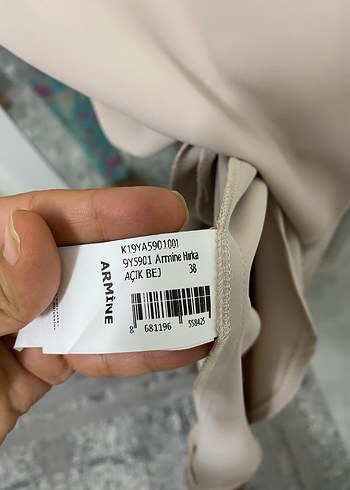 K19YA5901001
9Y5901 Armine Hırka
AÇIK BEJ 38
ARMİNE
8 681196 558425